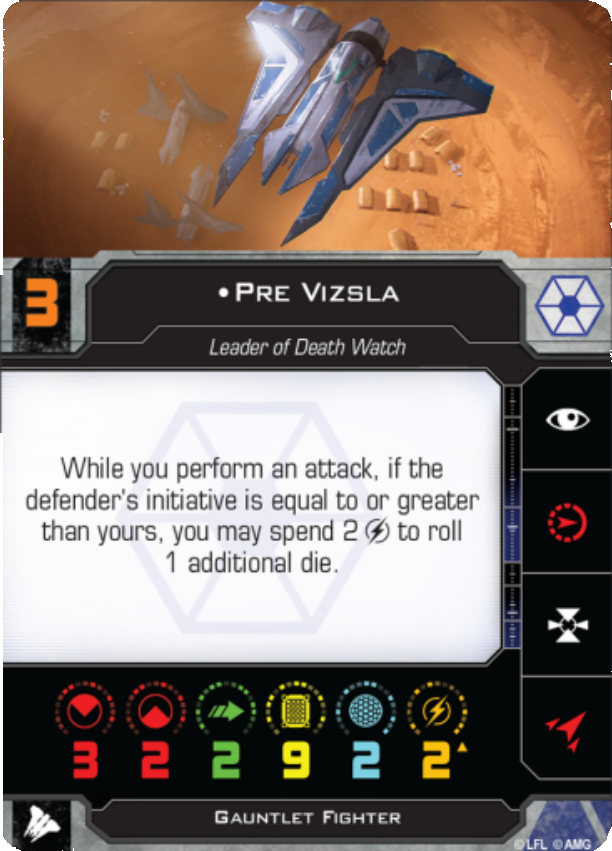 3
•Pre Vizsla
Leader of Death Watch
While you perform an attack, if the
defender's initiative is equal to or greater
than yours, you may spend 2 to roll
1 additional die.
3 2 2 9 2 2
Gauntlet Fighter
© LFL © AMG